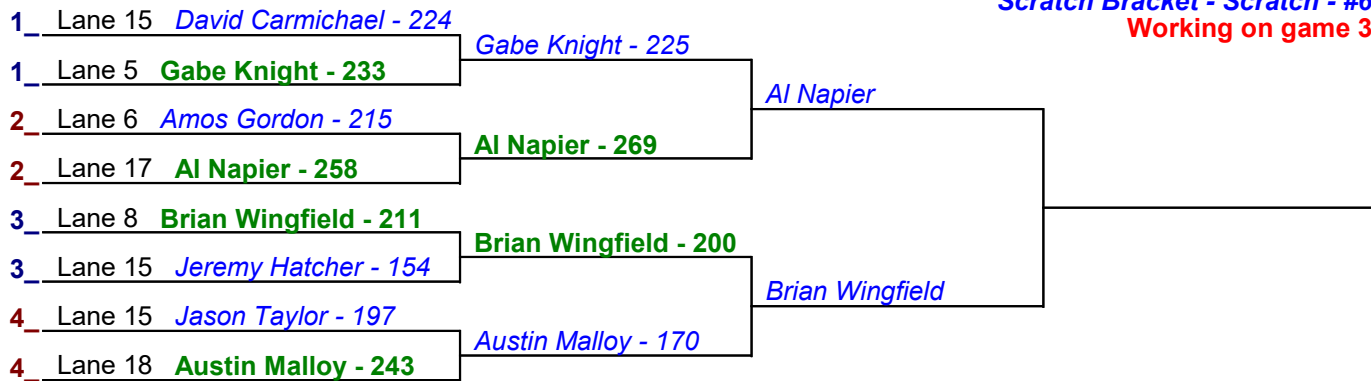 Scratch Bracket - Scratch - #6
Working on game 3
1_ Lane 15 David Carmichael - 224
1_ Lane 5 Gabe Knight - 233
2_ Lane 6 Amos Gordon - 215
2_ Lane 17 Al Napier - 258
3_ Lane 8 Brian Wingfield - 211
3_ Lane 15 Jeremy Hatcher - 154
4_ Lane 15 Jason Taylor - 197
4_ Lane 18 Austin Malloy - 243
Gabe Knight - 225
Al Napier - 269
Brian Wingfield - 200
Austin Malloy - 170
Al Napier
Brian Wingfield